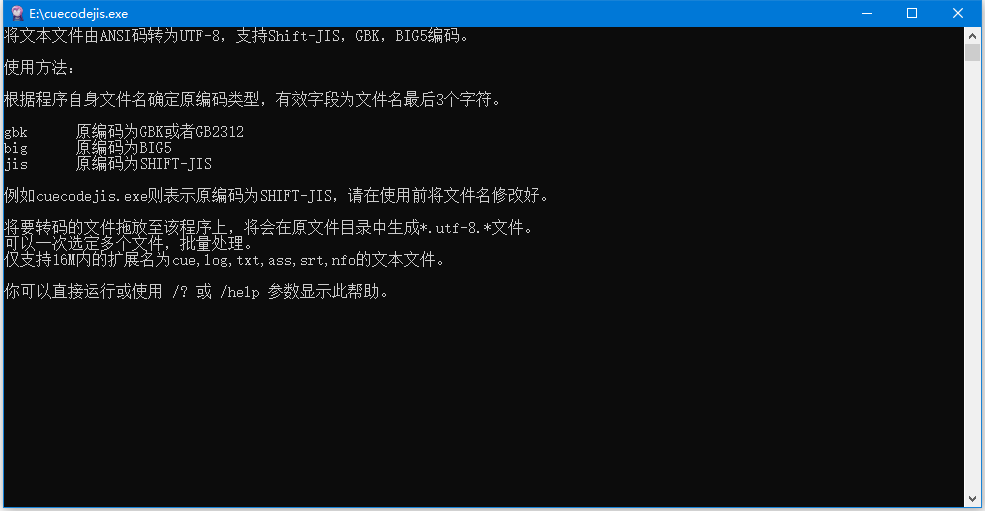 E:\cuecodejis.exe
将文本文件由ANSI码转为UTF-8，支持Shift-JIS，GBK，BIG5编码。
使用方法：
根据程序自身文件名确定原编码类型，有效字段为文件名最后3个字符。
gbk      原编码为GBK或者GB2312
big      原编码为BIG5
jis      原编码为SHIFT-JIS
例如cuecodejis.exe则表示原编码为SHIFT-JIS，请在使用前将文件名修改好。
将要转码的文件拖放至该程序上，将会在原文件目录中生成*.utf-8.*文件。
可以一次选定多个文件，批量处理。
仅支持16M内的扩展名为cue,log,txt,ass,srt,nfo的文本文件。
你可以直接运行或使用 /? 或 /help 参数显示此帮助。